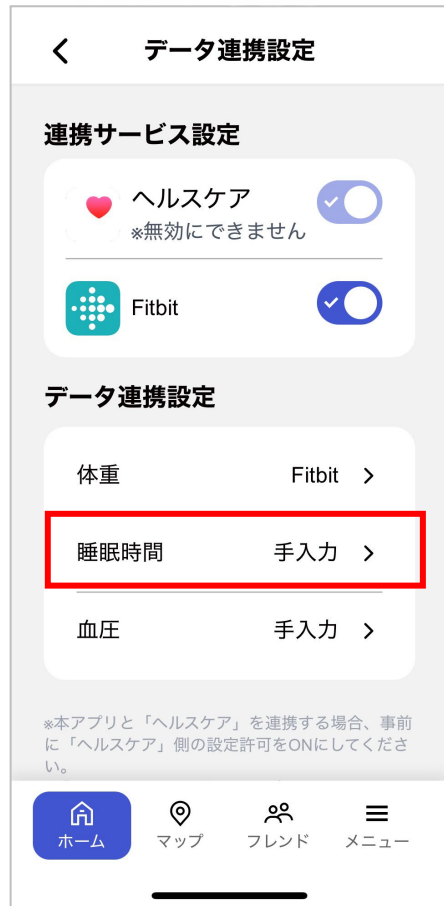 データ連携設定
連携サービス設定
ヘルスケア
※無効にできません
Fitbit
データ連携設定
体重 Fitbit
睡眠時間 手入力
血圧 手入力
※本アプリと「ヘルスケア」を連携する場合、事前
に「ヘルスケア」側の設定許可をONにしてくださ
い。
ホーム マップ フレンド メニュー